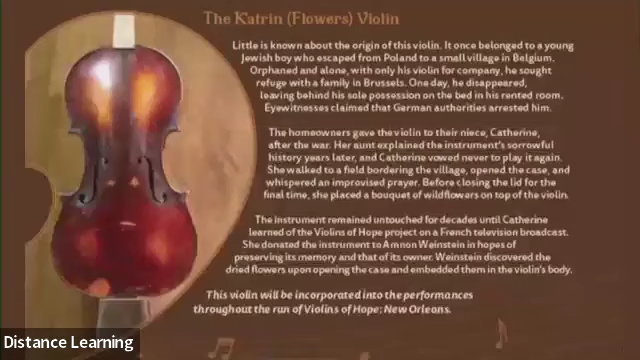 The Katrin (Flowers) Violin
Little is known about the origin of this violin. It once belonged to a young
Jewish boy who escaped from Poland to a small village in Belgium.
Orphaned and alone, with only his violin for company, he sought
refuge with a family in Brussels. One day, he disappeared,
leaving behind his sole possession on the bed in his rented room.
Eyewitnesses claimed that German authorities arrested him.
The homeowners gave the violin to their niece, Catherine,
after the war. Her aunt explained the instrument's sorrowful
history years later, and Catherine vowed never to play it again.
She walked to a field bordering the village, opened the case, and
whispered an improvised prayer. Before closing the lid for the
final time, she placed a bouquet of wildflowers on top of the violin.
The instrument remained untouched for decades until Catherine
learned of the Violins of Hope project on a French television broadcast.
She donated the instrument to Amnon Weinstein in hopes of
preserving its memory and that of its owner. Weinstein discovered the
dried flowers upon opening the case and embedded them in the violin's body.
This violin will be incorporated into the performances
throughout the run of Violins of Hope: New Orleans.
Distance Learning